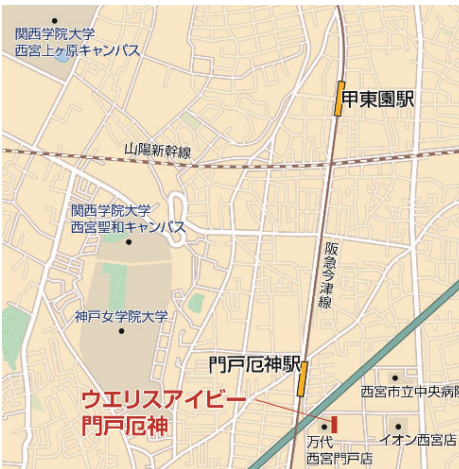 関西学院大学
西宮上ヶ原キャンパス
甲東園駅
山陽新幹線
関西学院大学
西宮聖和キャンパス
阪急今津線
神戸女学院大学
門戸厄神駅
西宮市立中央病院
ウエリスアイビー
門戸厄神
万代
西宮門戸店
イオン西宮店